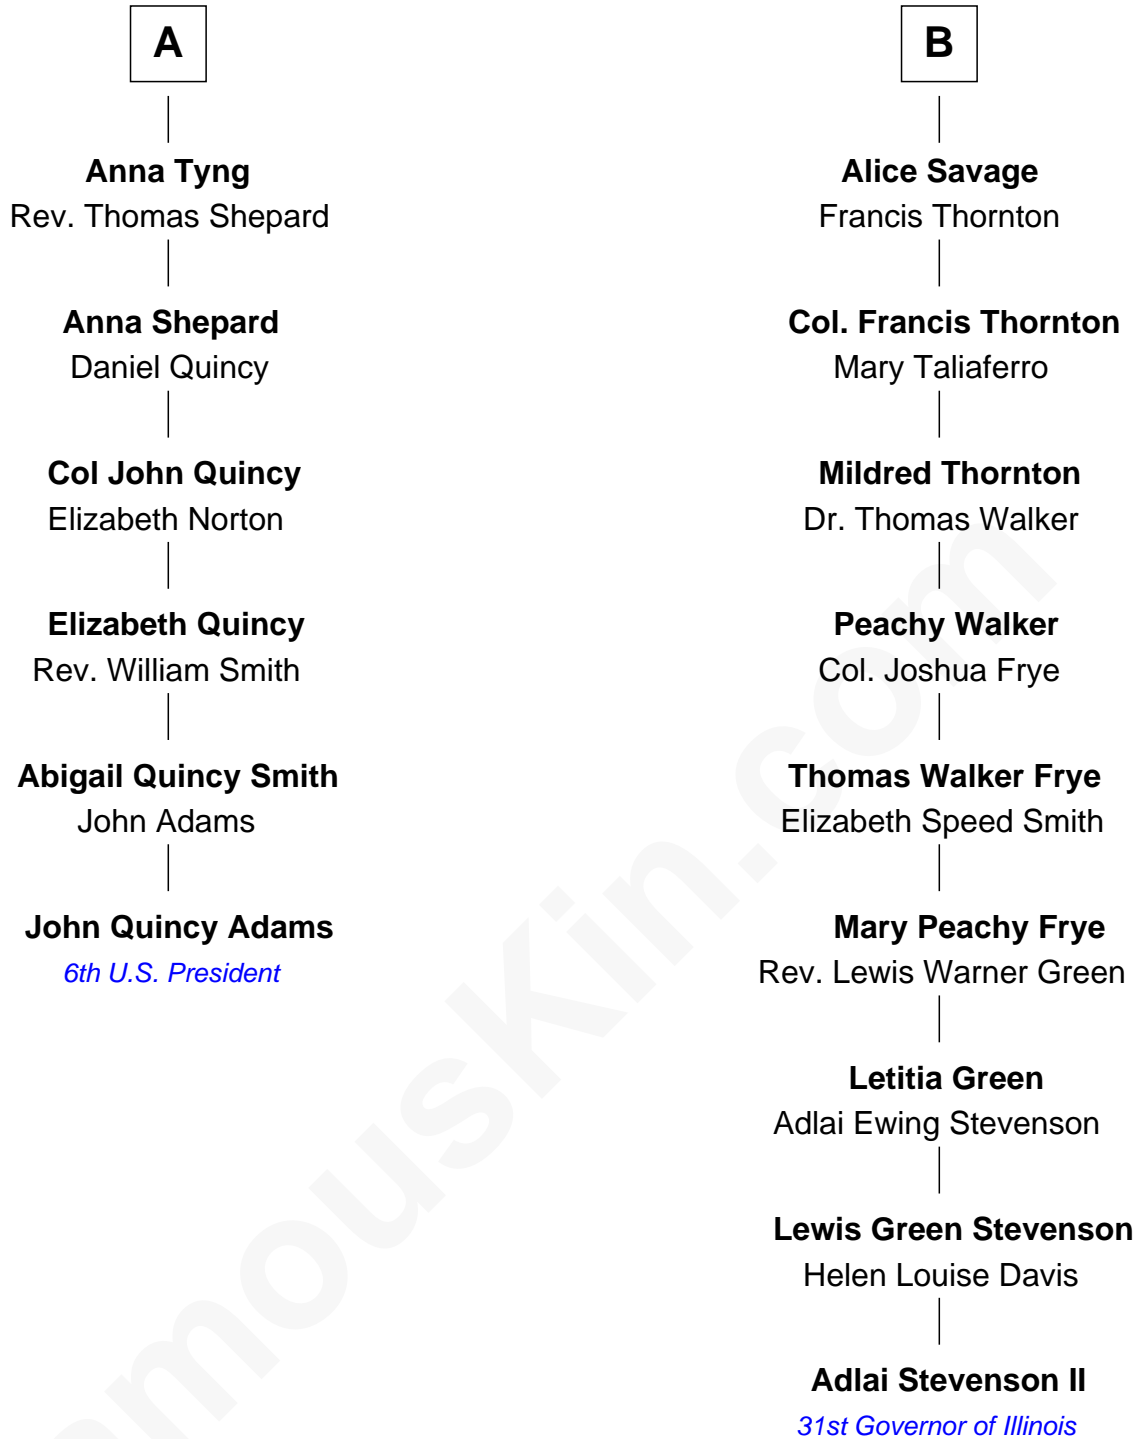 A
Anna Tyng
Rev. Thomas Shepard
Anna Shepard
Daniel Quincy
Col John Quincy
Elizabeth Norton
Elizabeth Quincy
Rev. William Smith
Abigail Quincy Smith
John Adams
John Quincy Adams
6th U.S. President
B
Alice Savage
Francis Thornton
Col. Francis Thornton
Mary Taliaferro
Mildred Thornton
Dr. Thomas Walker
Peachy Walker
Col. Joshua Frye
Thomas Walker Frye
Elizabeth Speed Smith
Mary Peachy Frye
Rev. Lewis Warner Green
Letitia Green
Adlai Ewing Stevenson
Lewis Green Stevenson
Helen Louise Davis
Adlai Stevenson II
31st Governor of Illinois
amousKin.com